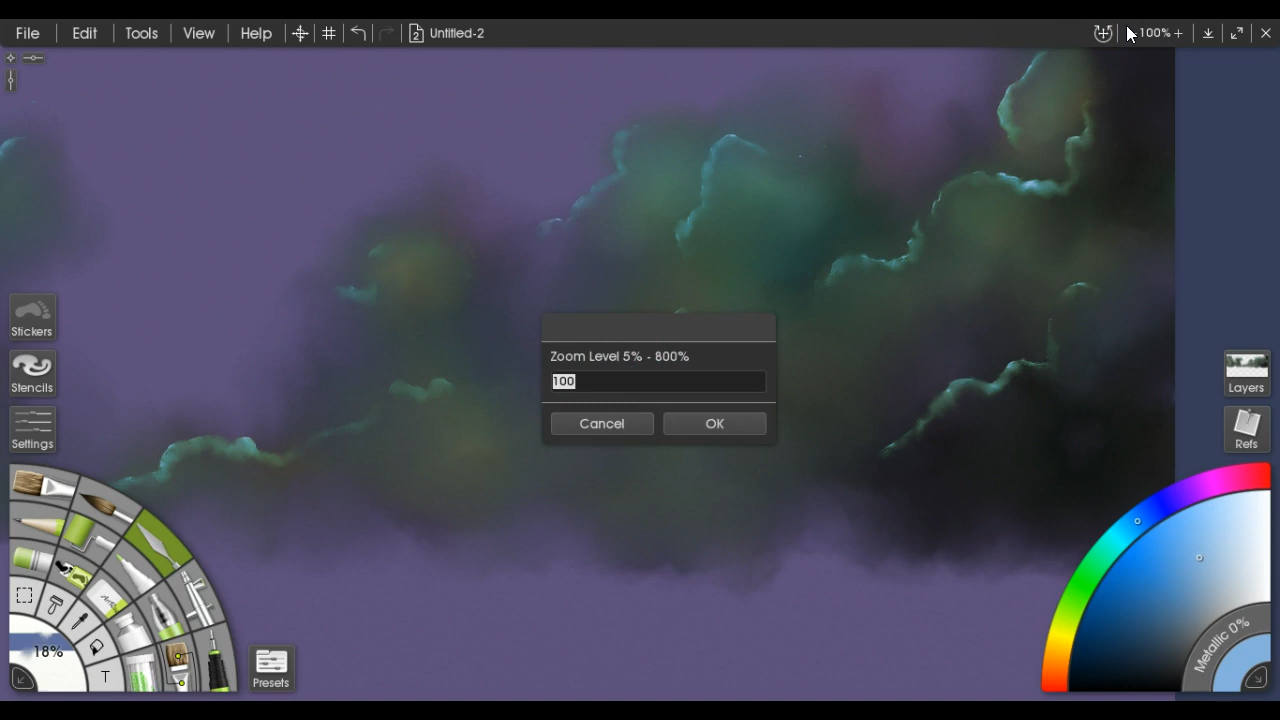 File Edit Tools View Help 2 Untitled-2 100% +
Zoom Level 5% - 800%
100
Cancel OK
Stickers
Stencils
Settings
Layers
Refs
18%
T
Presets
Metallic 0%